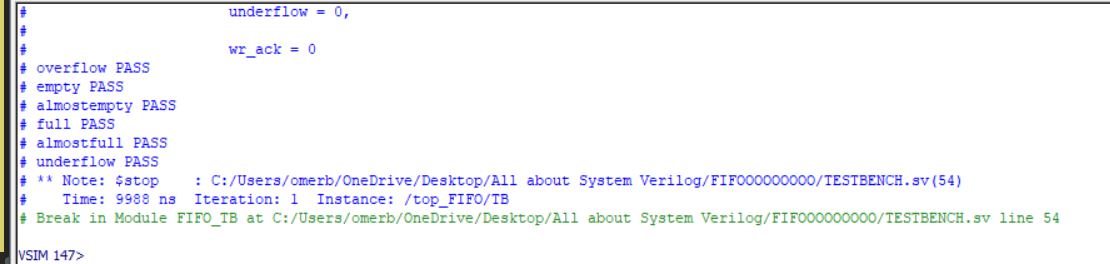 # underflow = 0,
#
# wr_ack = 0
# overflow PASS
# empty PASS
# almostempty PASS
# full PASS
# almostfull PASS
# underflow PASS
# ** Note: $stop    : C:/Users/omerb/OneDrive/Desktop/All about System Verilog/FIFOOOOOOOOO/TESTBENCH.sv(54)
#    Time: 9988 ns  Iteration: 1  Instance: /top_FIFO/TB
# Break in Module FIFO_TB at C:/Users/omerb/OneDrive/Desktop/All about System Verilog/FIFOOOOOOOOO/TESTBENCH.sv line 54
VSIM 147>